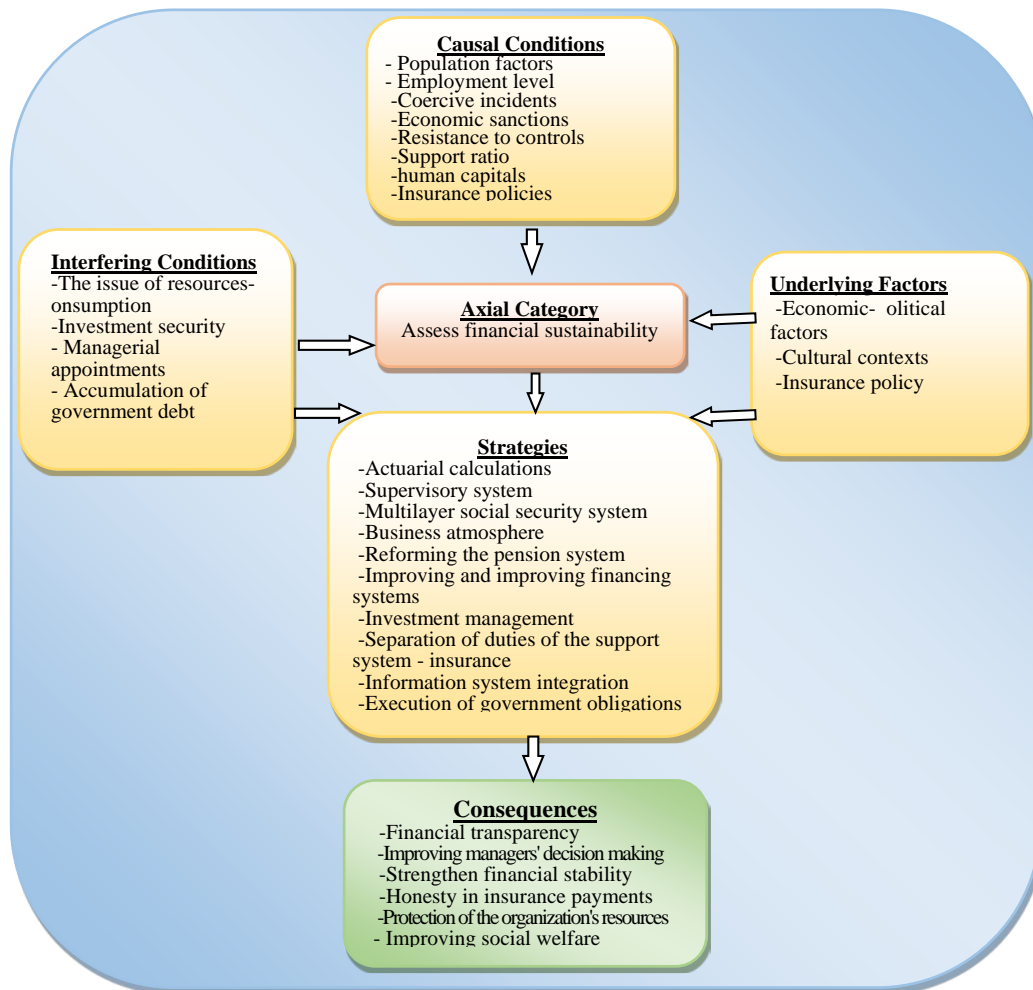 Causal Conditions
- Population factors
- Employment level
-Coercive incidents
-Economic sanctions
-Resistance to controls
-Support ratio
-human capitals
-Insurance policies
Interfering Conditions
-The issue of resources-
onsumption
-Investment security
- Managerial
appointments
- Accumulation of
government debt
Axial Category
Assess financial sustainability
Underlying Factors
-Economic- olitical
factors
-Cultural contexts
-Insurance policy
Strategies
-Actuarial calculations
-Supervisory system
-Multilayer social security system
-Business atmosphere
-Reforming the pension system
-Improving and improving financing
systems
-Investment management
-Separation of duties of the support
system - insurance
-Information system integration
-Execution of government obligations
Consequences
-Financial transparency
-Improving managers' decision making
-Strengthen financial stability
-Honesty in insurance payments
-Protection of the organization's resources
- Improving social welfare